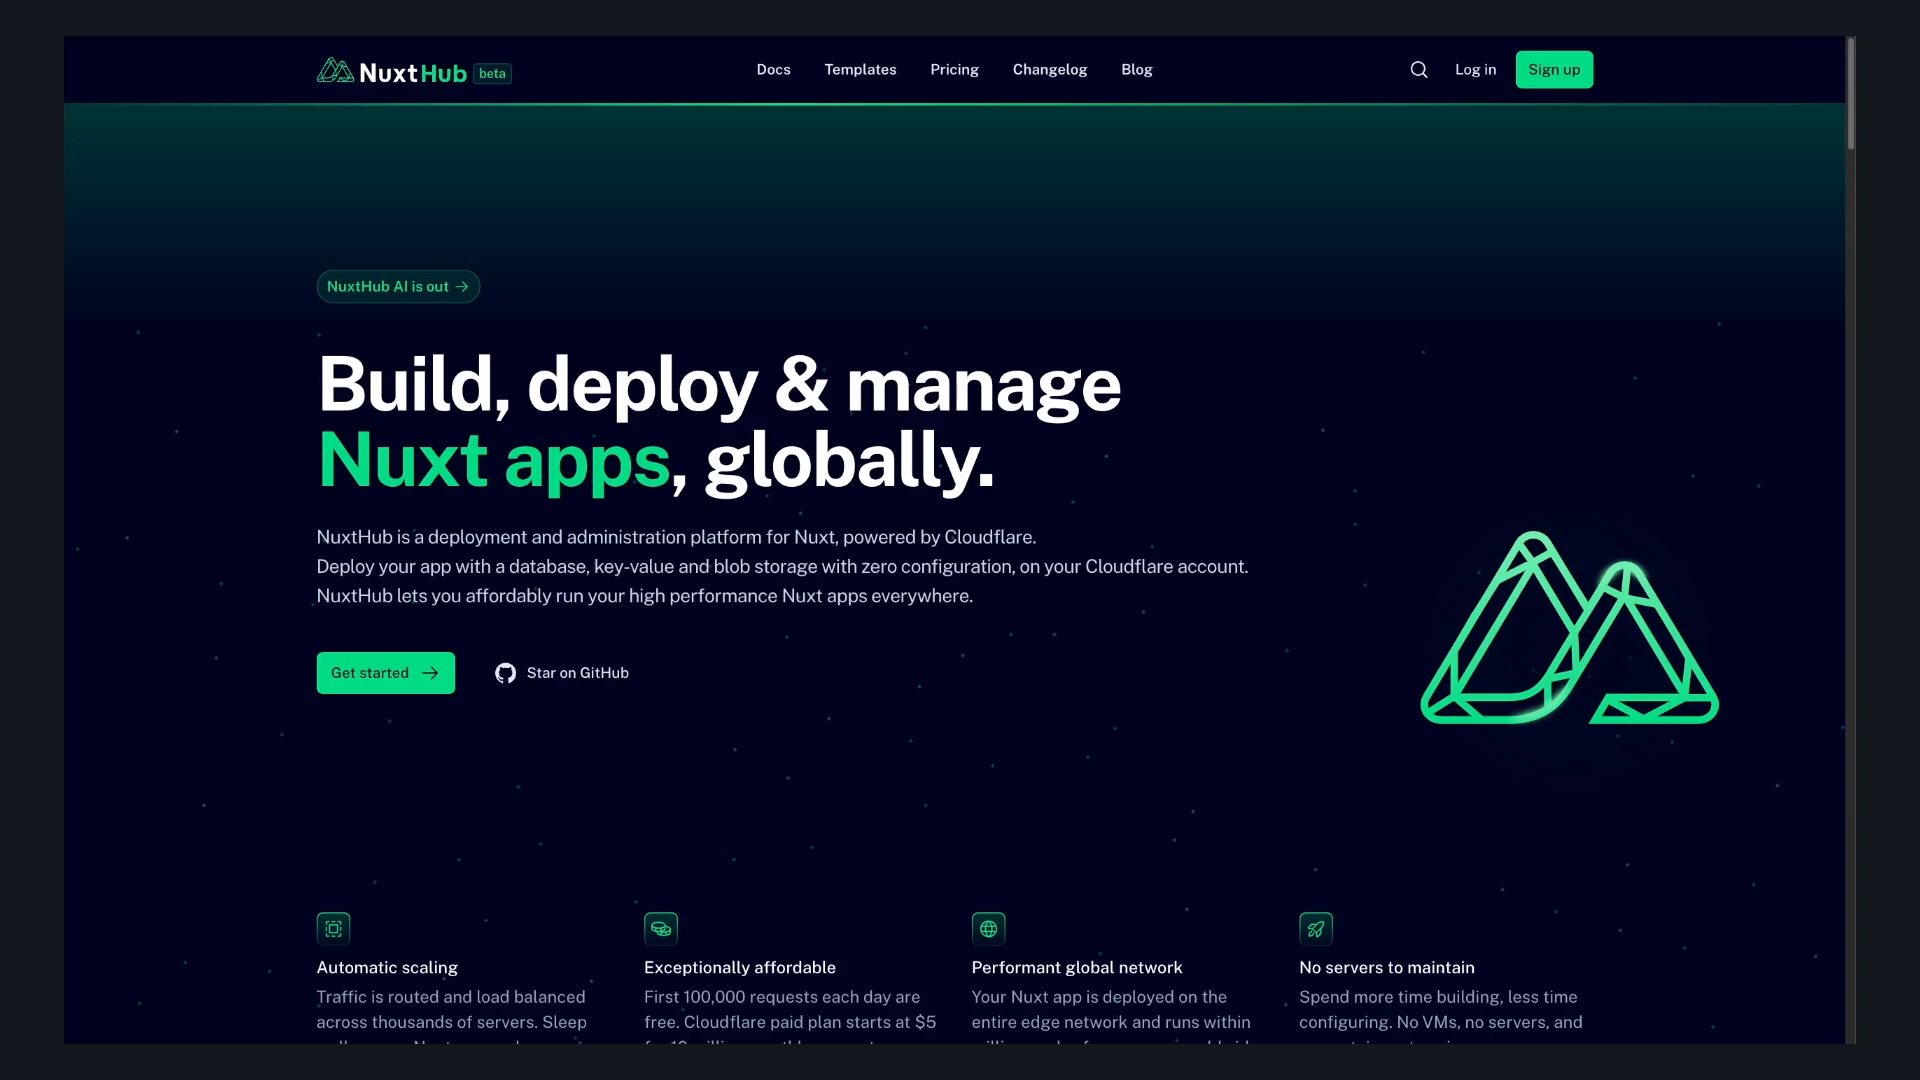 NuxtHub beta
Docs
Templates
Pricing
Changelog
Blog
Log in
Sign up
NuxtHub AI is out →
Build, deploy & manage
Nuxt apps, globally.
NuxtHub is a deployment and administration platform for Nuxt, powered by Cloudflare.
Deploy your app with a database, key-value and blob storage with zero configuration, on your Cloudflare account.
NuxtHub lets you affordably run your high performance Nuxt apps everywhere.
Get started →
Star on GitHub
Automatic scaling
Traffic is routed and load balanced
across thousands of servers. Sleep
Exceptionally affordable
First 100,000 requests each day are
free. Cloudflare paid plan starts at $5
Performant global network
Your Nuxt app is deployed on the
entire edge network and runs within
No servers to maintain
Spend more time building, less time
configuring. No VMs, no servers, and